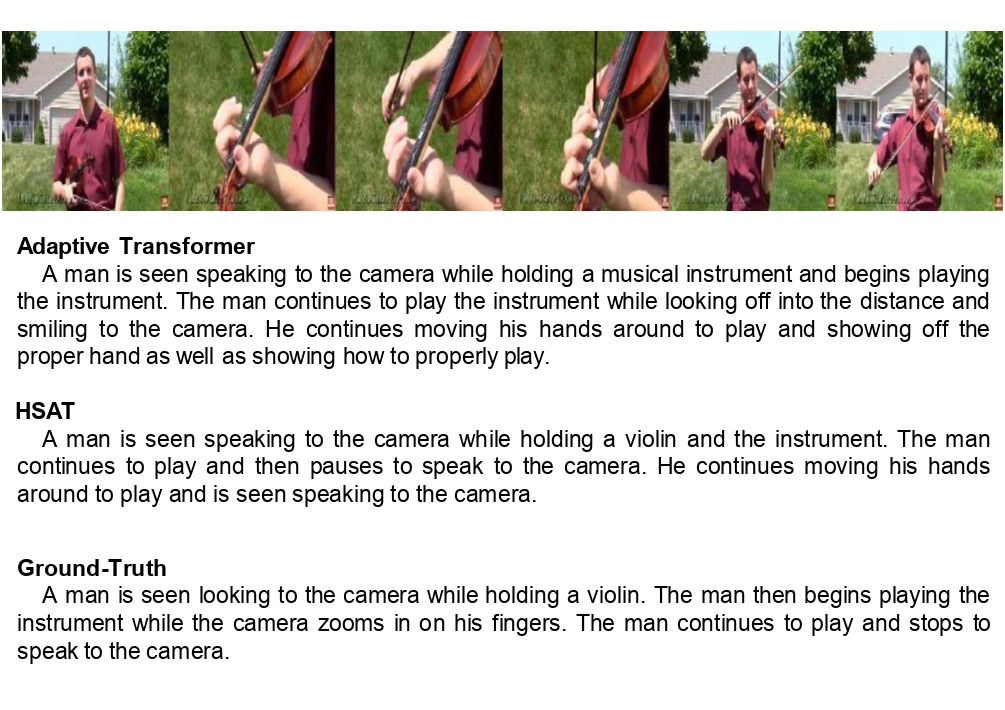 Adaptive Transformer
A man is seen speaking to the camera while holding a musical instrument and begins playing
the instrument. The man continues to play the instrument while looking off into the distance and
smiling to the camera. He continues moving his hands around to play and showing off the
proper hand as well as showing how to properly play.
HSAT
A man is seen speaking to the camera while holding a violin and the instrument. The man
continues to play and then pauses to speak to the camera. He continues moving his hands
around to play and is seen speaking to the camera.
Ground-Truth
A man is seen looking to the camera while holding a violin. The man then begins playing the
instrument while the camera zooms in on his fingers. The man continues to play and stops to
speak to the camera.